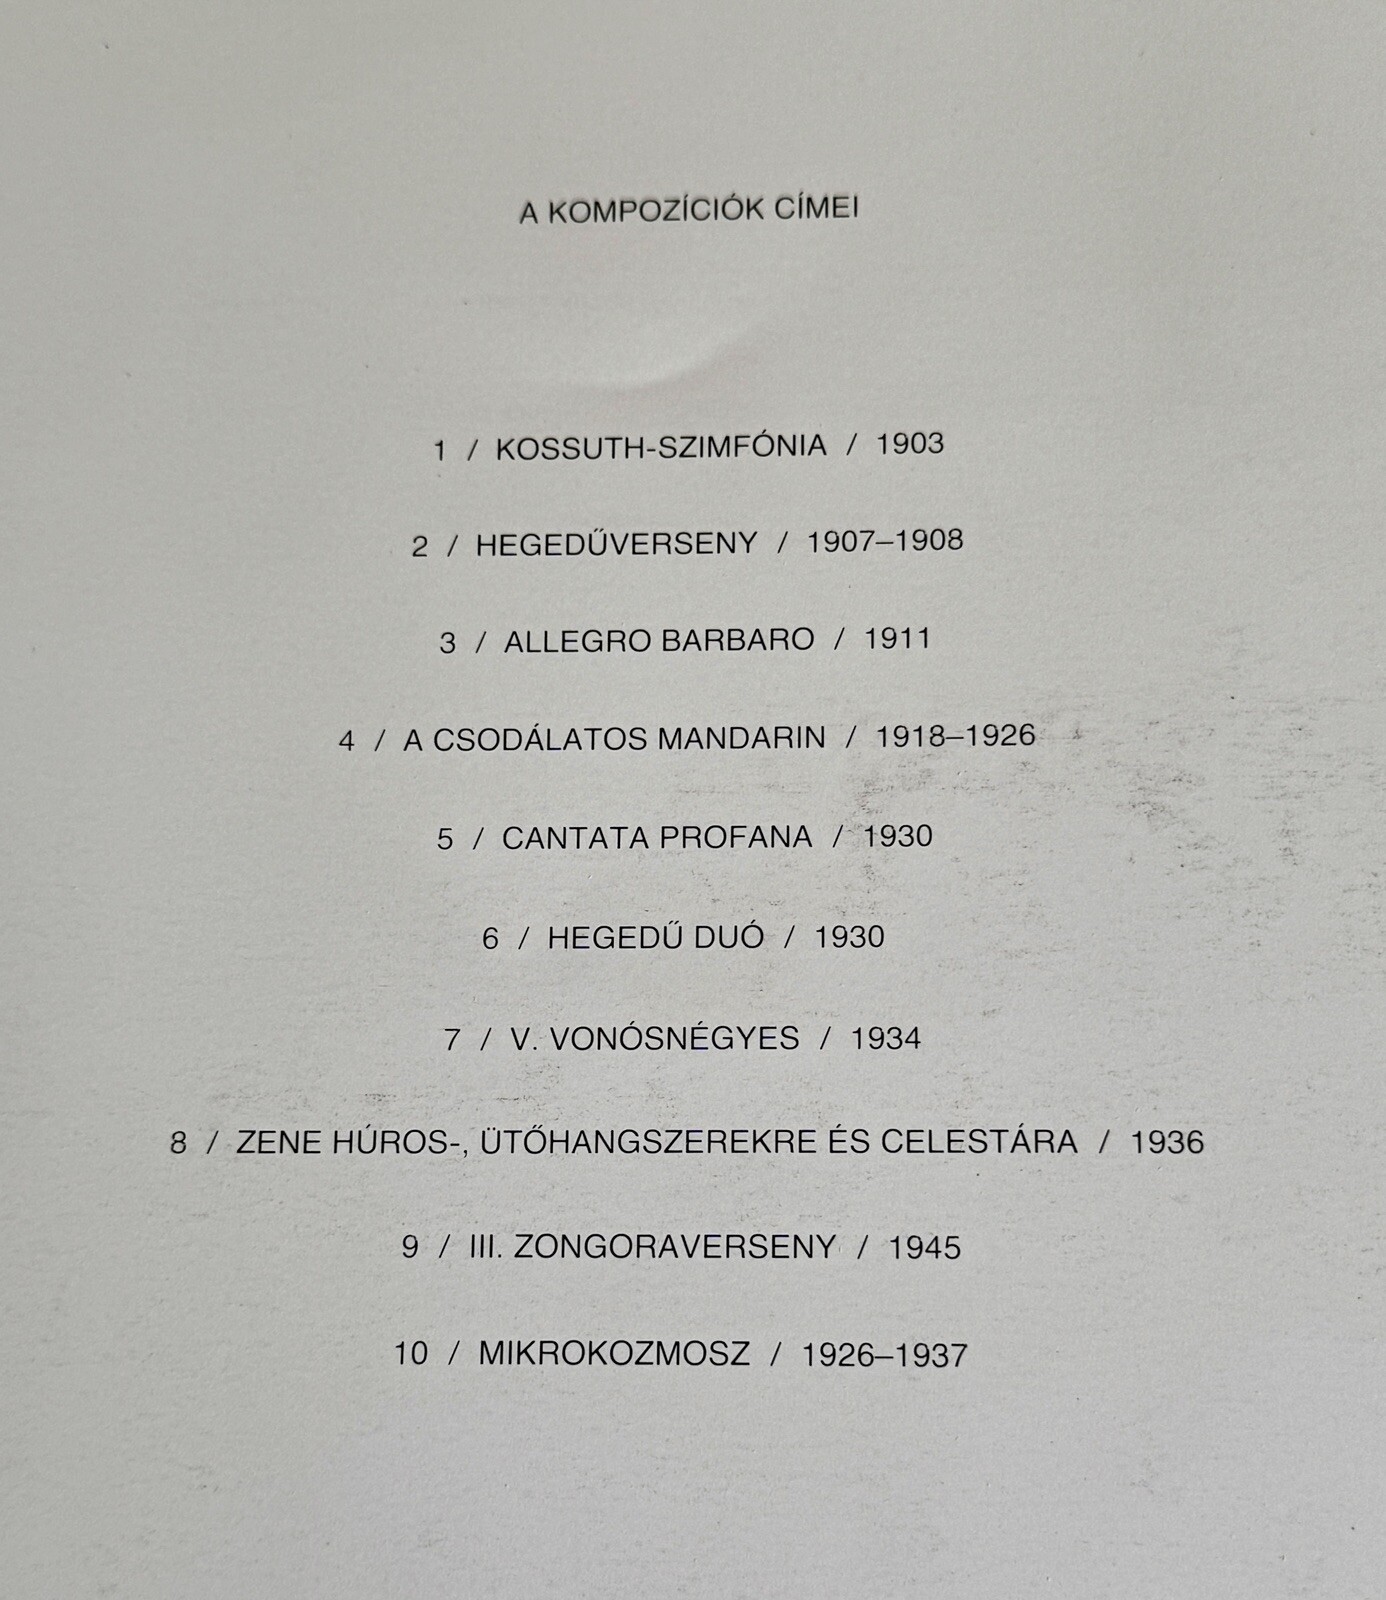 A KOMPOZÍCIÓK CÍMEI
1 / KOSSUTH-SZIMFÓNIA / 1903
2 / HEGEDŰVERSENY / 1907–1908
3 / ALLEGRO BARBARO / 1911
4 / A CSODÁLATOS MANDARIN / 1918–1926
5 / CANTATA PROFANA / 1930
6 / HEGEDŰ DUÓ / 1930
7 / V. VONÓSNÉGYES / 1934
8 / ZENE HÚROS-, ÜTŐHANGSZEREKRE ÉS CELESTÁRA / 1936
9 / III. ZONGORAVERSENY / 1945
10 / MIKROKOZMOSZ / 1926–1937